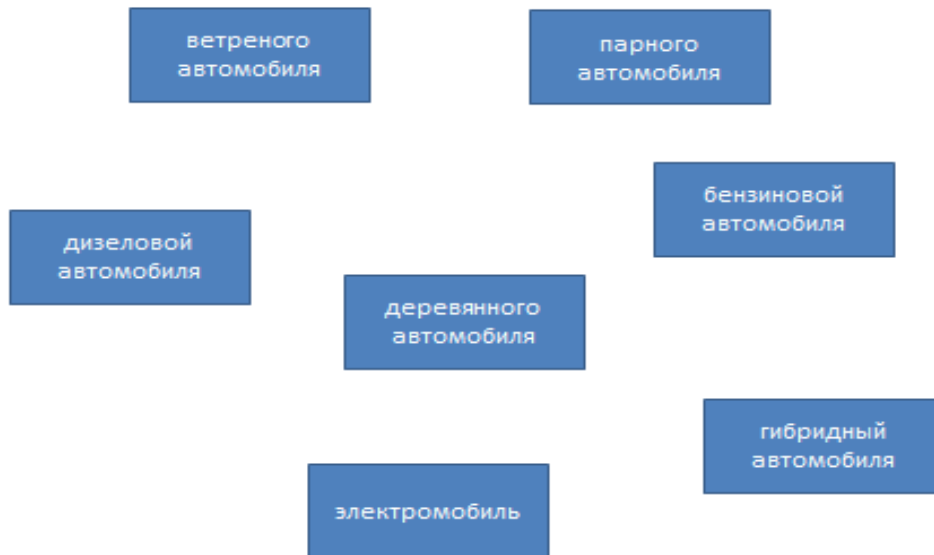 ветреного
автомобиля
парного
автомобиля
бензиновой
автомобиля
дизеловой
автомобиля
деревянного
автомобиля
гибридный
автомобиля
электромобиль